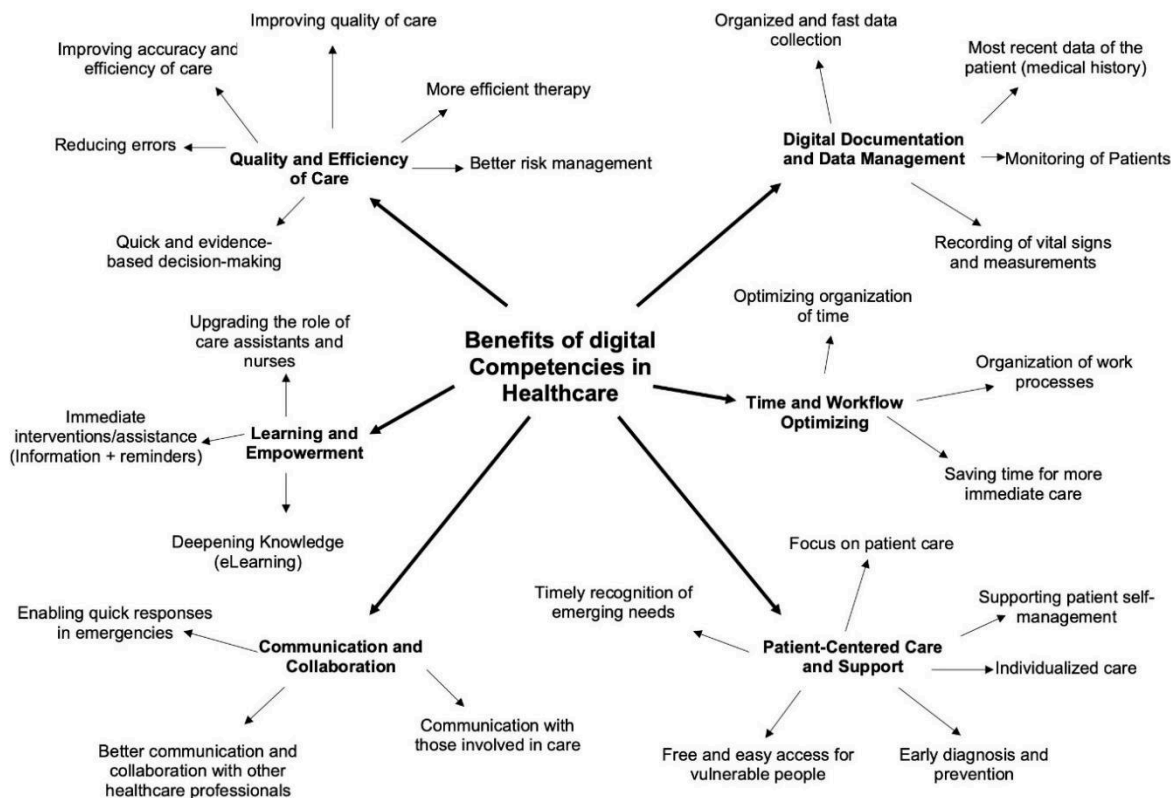 Improving quality of care
Improving accuracy and
efficiency of care
More efficient therapy
Reducing errors
Quality and Efficiency
of Care
Better risk management
Quick and evidence-
based decision-making
Organized and fast data
collection
Most recent data of the
patient (medical history)
Digital Documentation
and Data Management
Monitoring of Patients
Recording of vital signs
and measurements
Benefits of digital
Competencies in
Healthcare
Upgrading the role of
care assistants and
nurses
Immediate
interventions/assistance
(Information + reminders)
Learning and
Empowerment
Deepening Knowledge
(eLearning)
Optimizing organization
of time
Organization of work
processes
Time and Workflow
Optimizing
Saving time for more
immediate care
Enabling quick responses
in emergencies
Communication and
Collaboration
Better communication and
collaboration with other
healthcare professionals
Communication with
those involved in care
Focus on patient care
Timely recognition of
emerging needs
Supporting patient self-
management
Patient-Centered Care
and Support
Individualized care
Free and easy access for
vulnerable people
Early diagnosis and
prevention